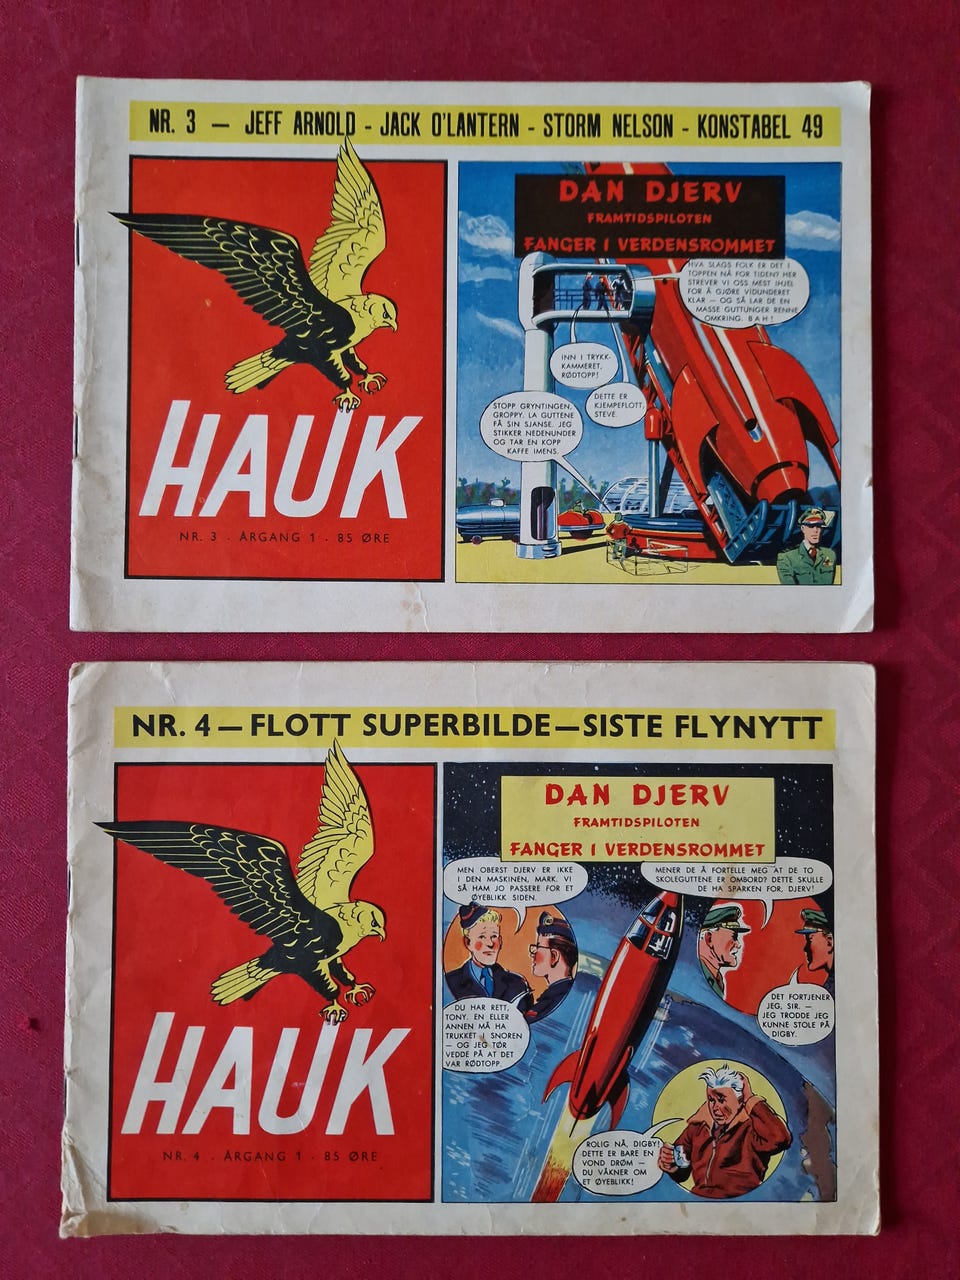 NR. 3 — JEFF ARNOLD - JACK O'LANTERN - STORM NELSON - KONSTABEL 49
HAUK
NR. 3 . ÅRGANG 1 . 85 ØRE
DAN DJERV
FRAMTIDSPILOTEN
FANGER I VERDENSROMMET
HVA SLAGS FOLK ER DET I
TOPPEN NÅ FOR TIDEN? HER
STREVER VI OSS MEST IHJEL
FOR Å GJØRE VIDUNDERET
KLAR — OG SÅ LAR DE EN
MASSE GUTTUNGER RENNE
OMKRING. BAH!
INN I TRYKK-
KAMMERET,
RØDTOPP!
DETTE ER
KJEMPEFLOTT,
STEVE.
STOPP GRYNTINGEN,
GROPPY. LA GUTTENE
FÅ SIN SJANSE. JEG
STIKKER NEDENUNDER
OG TAR EN KOPP
KAFFE IMENS.
1
NR. 4 — FLOTT SUPERBILDE — SISTE FLYNYTT
HAUK
NR. 4 . ÅRGANG 1 . 85 ØRE
DAN DJERV
FRAMTIDSPILOTEN
FANGER I VERDENSROMMET
MEN OBERST DJERV ER IKKE
I DEN MASKINEN, MARK. VI
SÅ HAM JO PASSERE FOR ET
ØYEBLIKK SIDEN.
MENER DE Å FORTELLE MEG AT DE TO
SKOLEGUTTENE ER OMBORD? DETTE SKULLE
DE HA SPARKEN FOR, DJERV!
DU HAR RETT,
TONY. EN ELLER
ANNEN MÅ HA
TRUKKET I SNOREN
— OG JEG TØR
VEDDE PÅ AT DET
VAR RØDTOPP.
DET FORTJENER
JEG, SIR. —
JEG TRODDE JEG
KUNNE STOLE PÅ
DIGBY.
ROLIG NÅ, DIGBY!
DETTE ER BARE EN
VOND DRØM —
DU VÅKNER OM
ET ØYEBLIKK!